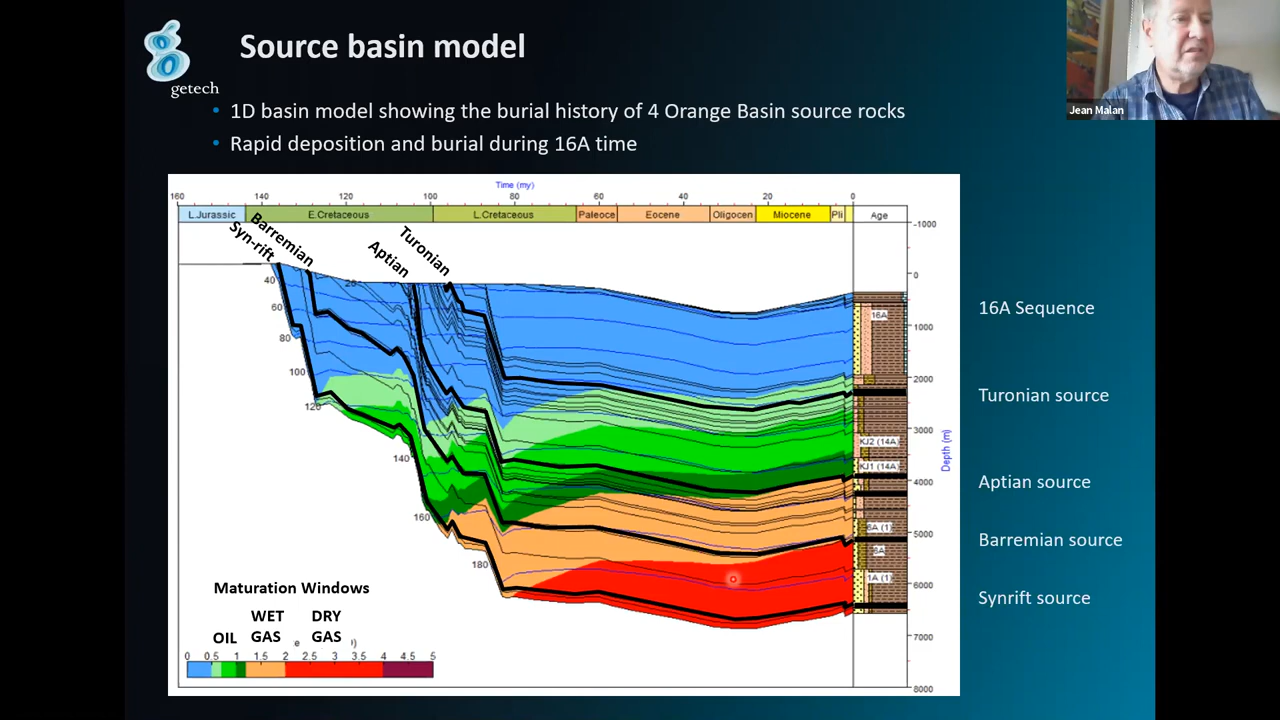 Source basin model
getech
• 1D basin model showing the burial history of 4 Orange Basin source rocks
• Rapid deposition and burial during 16A time
Jean Malan
Time (my)
160 140 120 100 80 60 40 20 0
L.Jurassic E.Cretaceous L.Cretaceous Paleoce Eocene Oligocen Miocene Pli Age
Syn-rift
Barremian
Aptian
Turonian
-1000
0
1000
2000
3000
4000
5000
6000
7000
8000
Depth (m)
20
40
60
80
100
120
140
160
180
16A
KJ2 (14A)
KJ1 (14A)
6A (1)
1A (1)
16A Sequence
Turonian source
Aptian source
Barremian source
Synrift source
Maturation Windows
OIL
WET GAS
DRY GAS
0 0.5 1 1.5 2 2.5 3 3.5 4 4.5 5